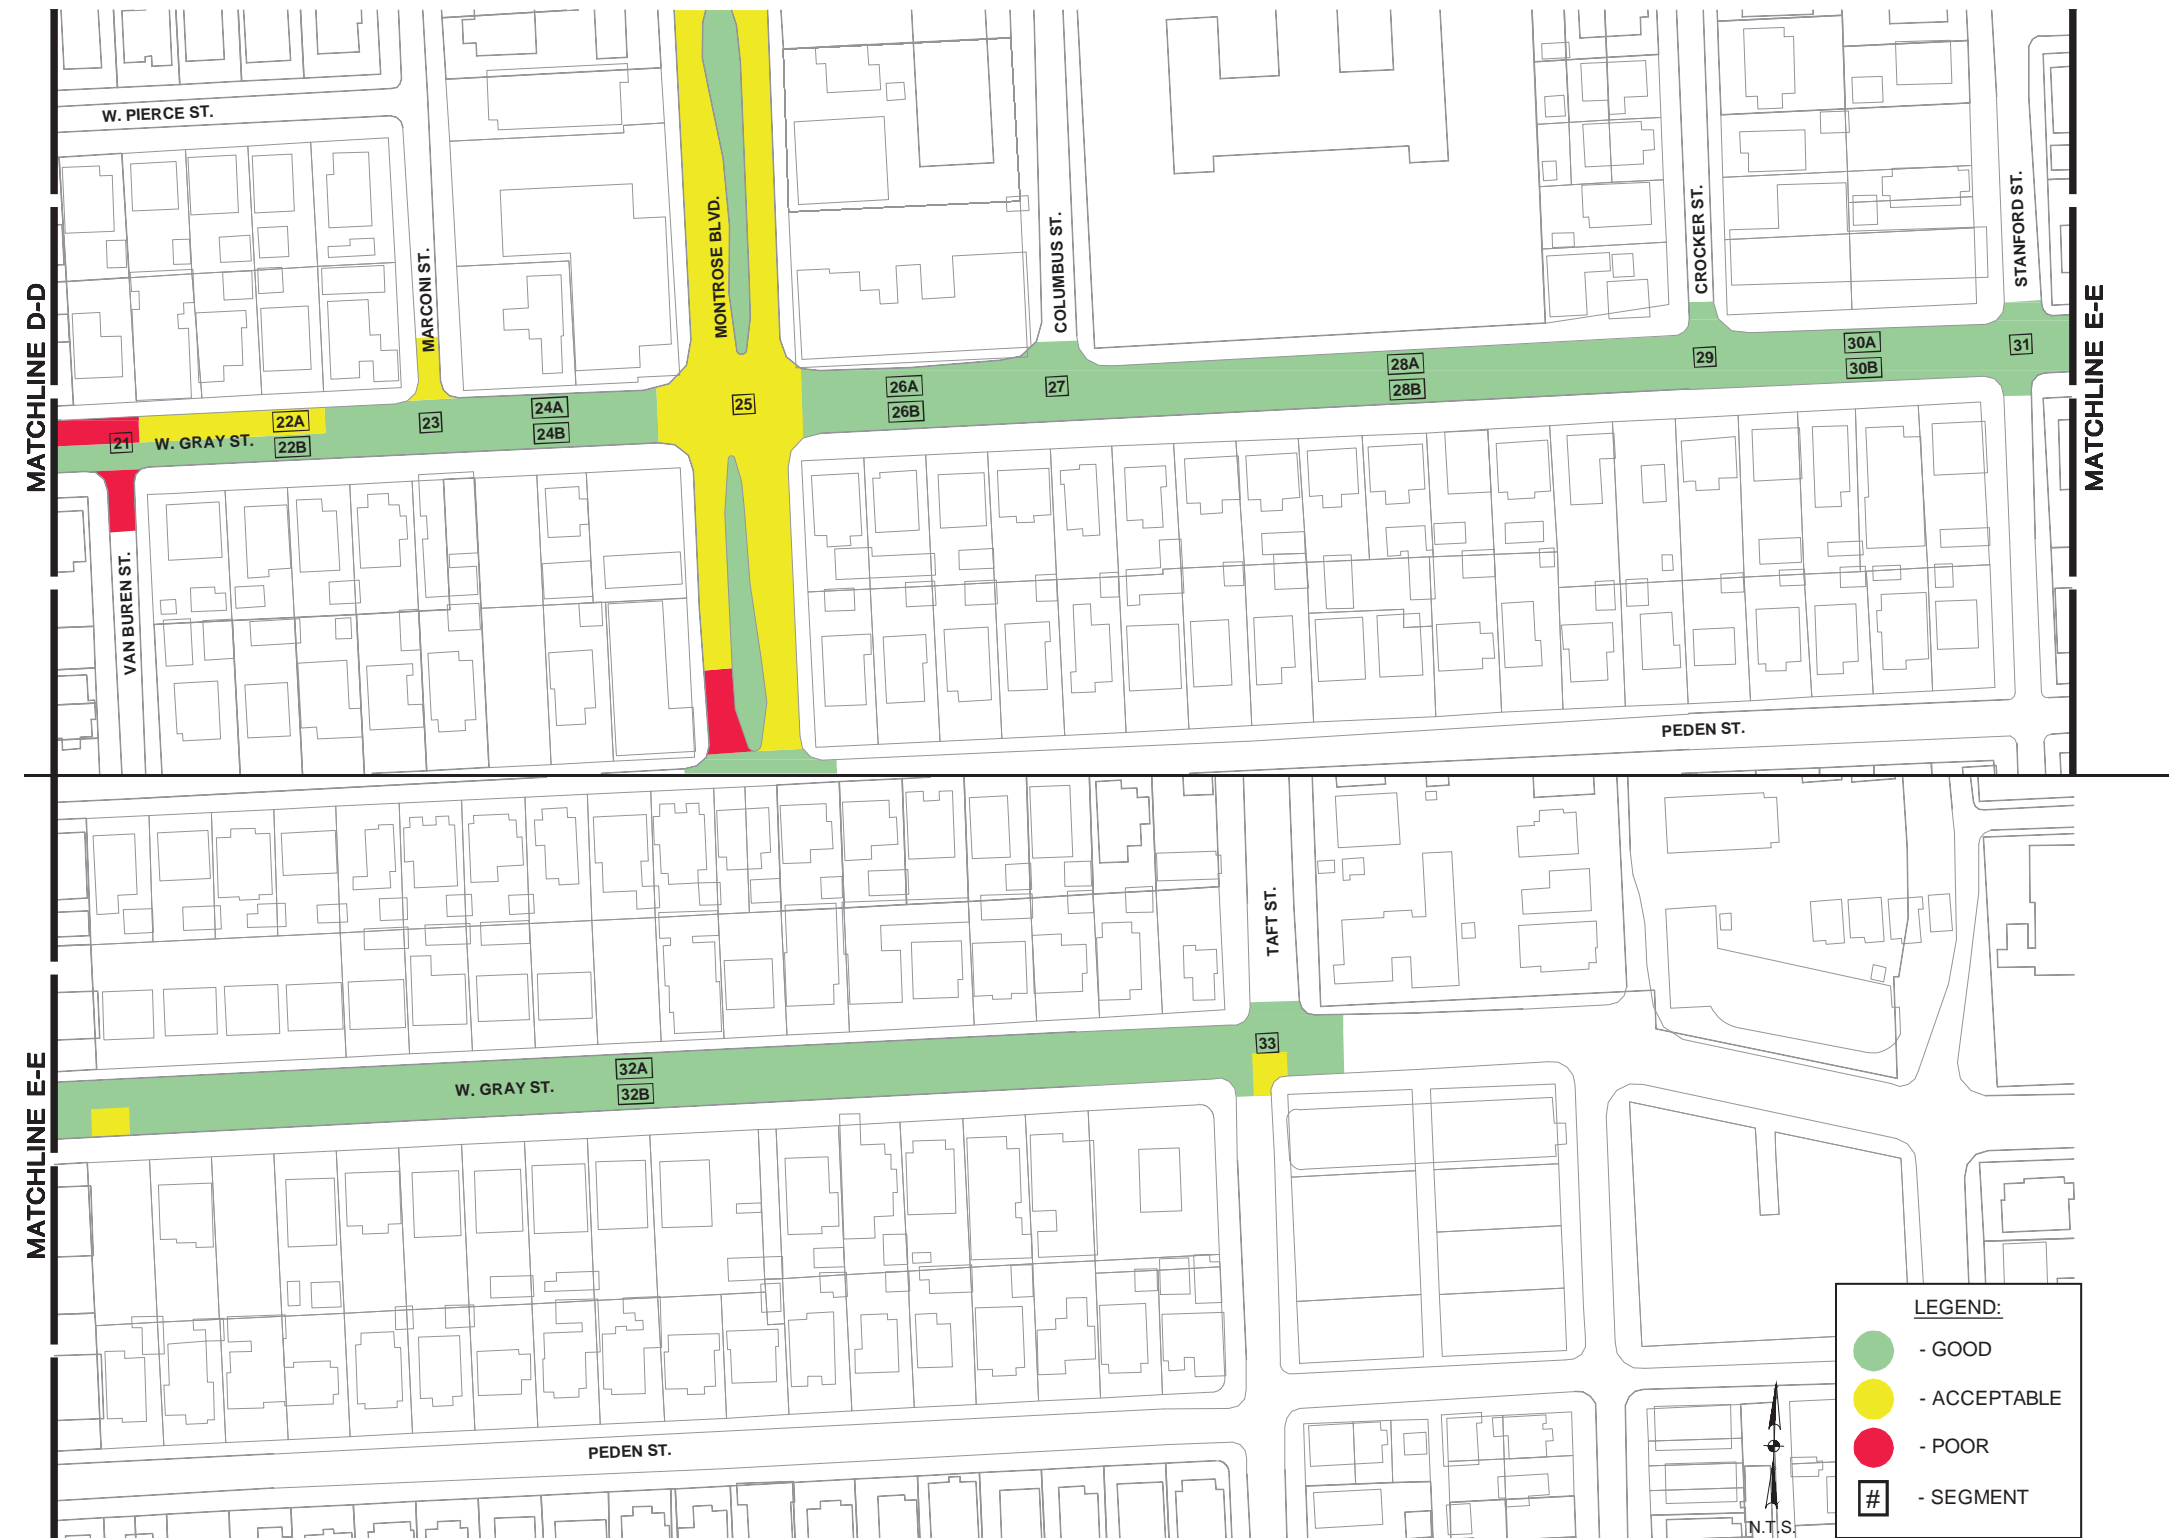 W. PIERCE ST.
MARCONI ST.
MONTROSE BLVD.
COLUMBUS ST.
CROCKER ST.
STANFORD ST.
MATCHLINE D-D
MATCHLINE E-E
21
W. GRAY ST.
22A
22B
23
24A
24B
25
26A
26B
27
28A
28B
29
30A
30B
31
VAN BUREN ST.
PEDEN ST.
TAFT ST.
MATCHLINE E-E
W. GRAY ST.
32A
32B
33
PEDEN ST.
LEGEND:
- GOOD
- ACCEPTABLE
- POOR
# - SEGMENT
N.T.S.